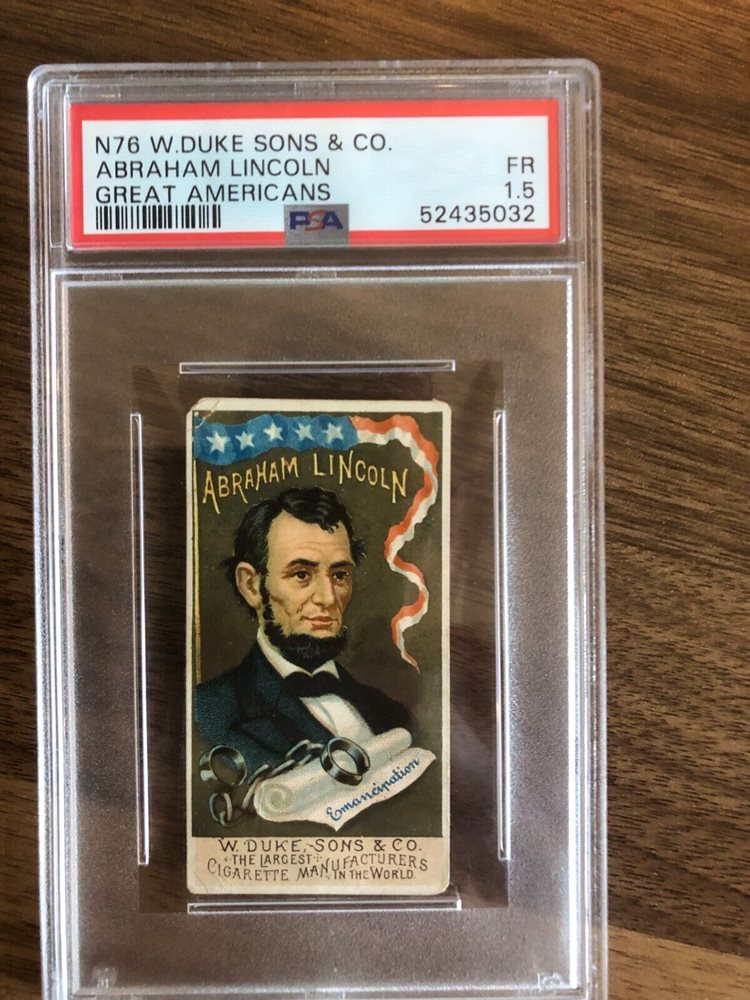 N76 W.DUKE SONS & CO.
ABRAHAM LINCOLN FR
GREAT AMERICANS 1.5
PSA 52435032
ABRAHAM LINCOLN
Emancipation
W. DUKE, SONS & CO.
THE LARGEST MANUFACTURERS
CIGARETTE IN THE WORLD.